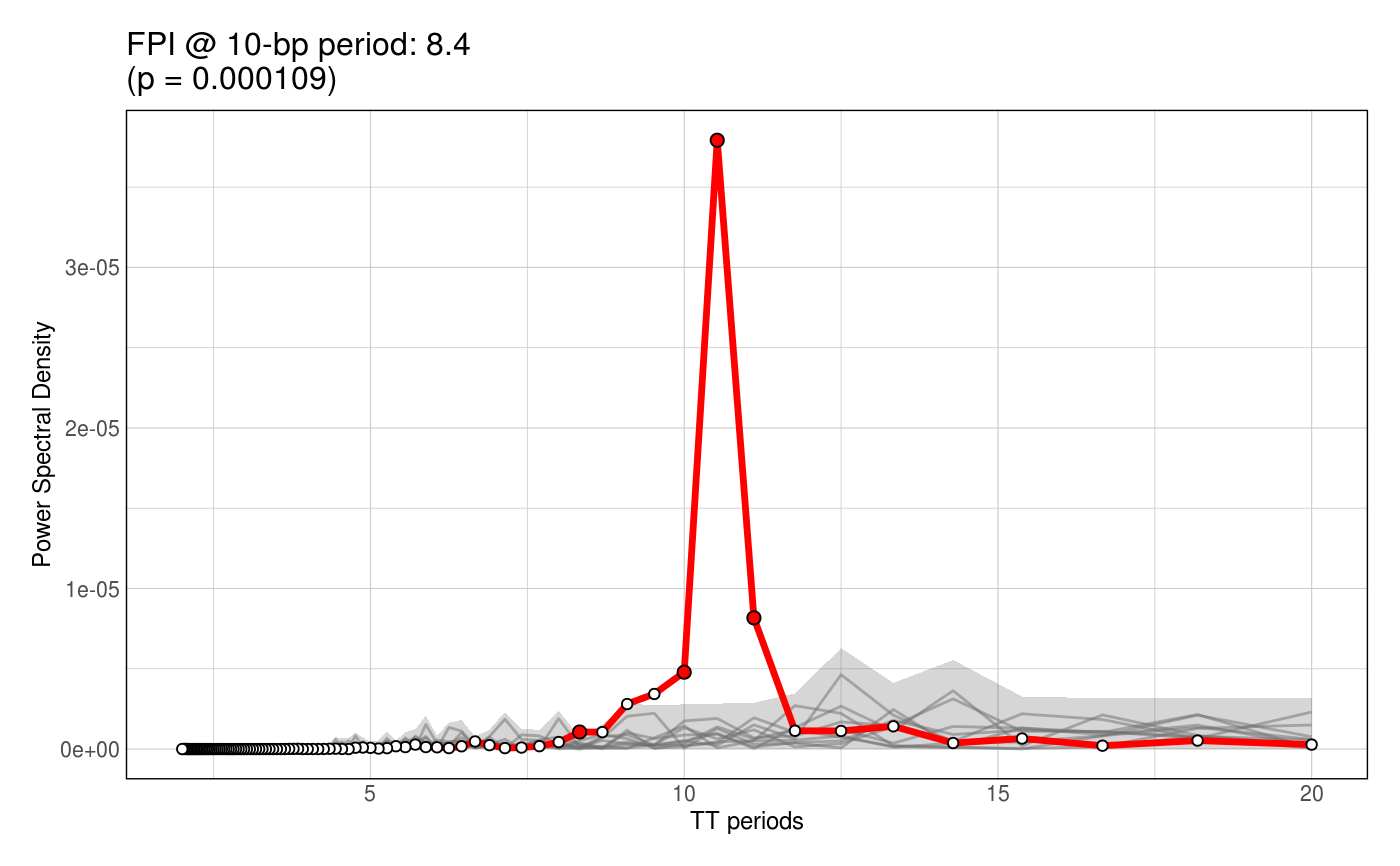 FPI @ 10-bp period: 8.4
(p = 0.000109)
Power Spectral Density
3e-05
2e-05
1e-05
0e+00
5
10
15
20
TT periods